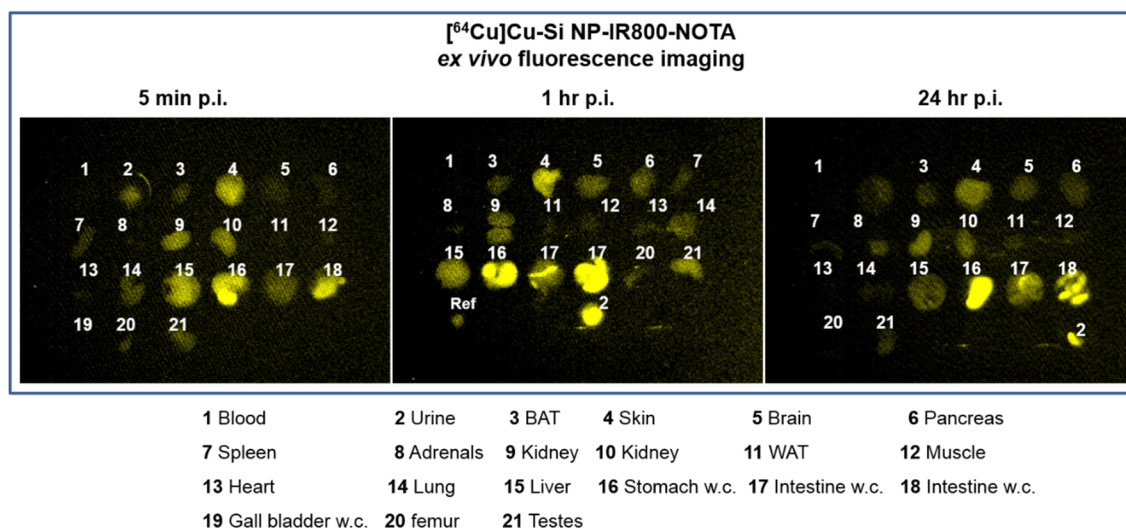 [⁶⁴Cu]Cu-Si NP-IR800-NOTA
ex vivo fluorescence imaging
5 min p.i. 1 hr p.i. 24 hr p.i.
1 2 3 4 5 6
7 8 9 10 11 12
13 14 15 16 17 18
19 20 21
1 3 4 5 6 7
8 9 11 12 13 14
15 16 17 17 20 21
Ref 2
1 3 4 5 6
7 8 9 10 11 12
13 14 15 16 17 18
20 21 2
1 Blood 2 Urine 3 BAT 4 Skin 5 Brain 6 Pancreas
7 Spleen 8 Adrenals 9 Kidney 10 Kidney 11 WAT 12 Muscle
13 Heart 14 Lung 15 Liver 16 Stomach w.c. 17 Intestine w.c. 18 Intestine w.c.
19 Gall bladder w.c. 20 femur 21 Testes